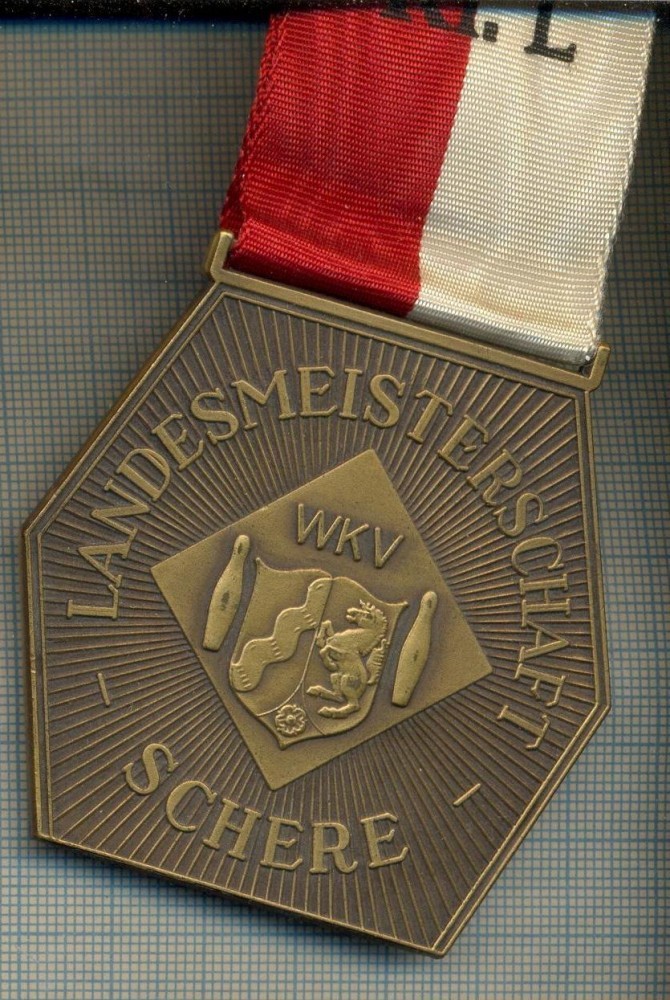 L
LANDESMEISTERSCHAFT
WKV
- SCHERE -